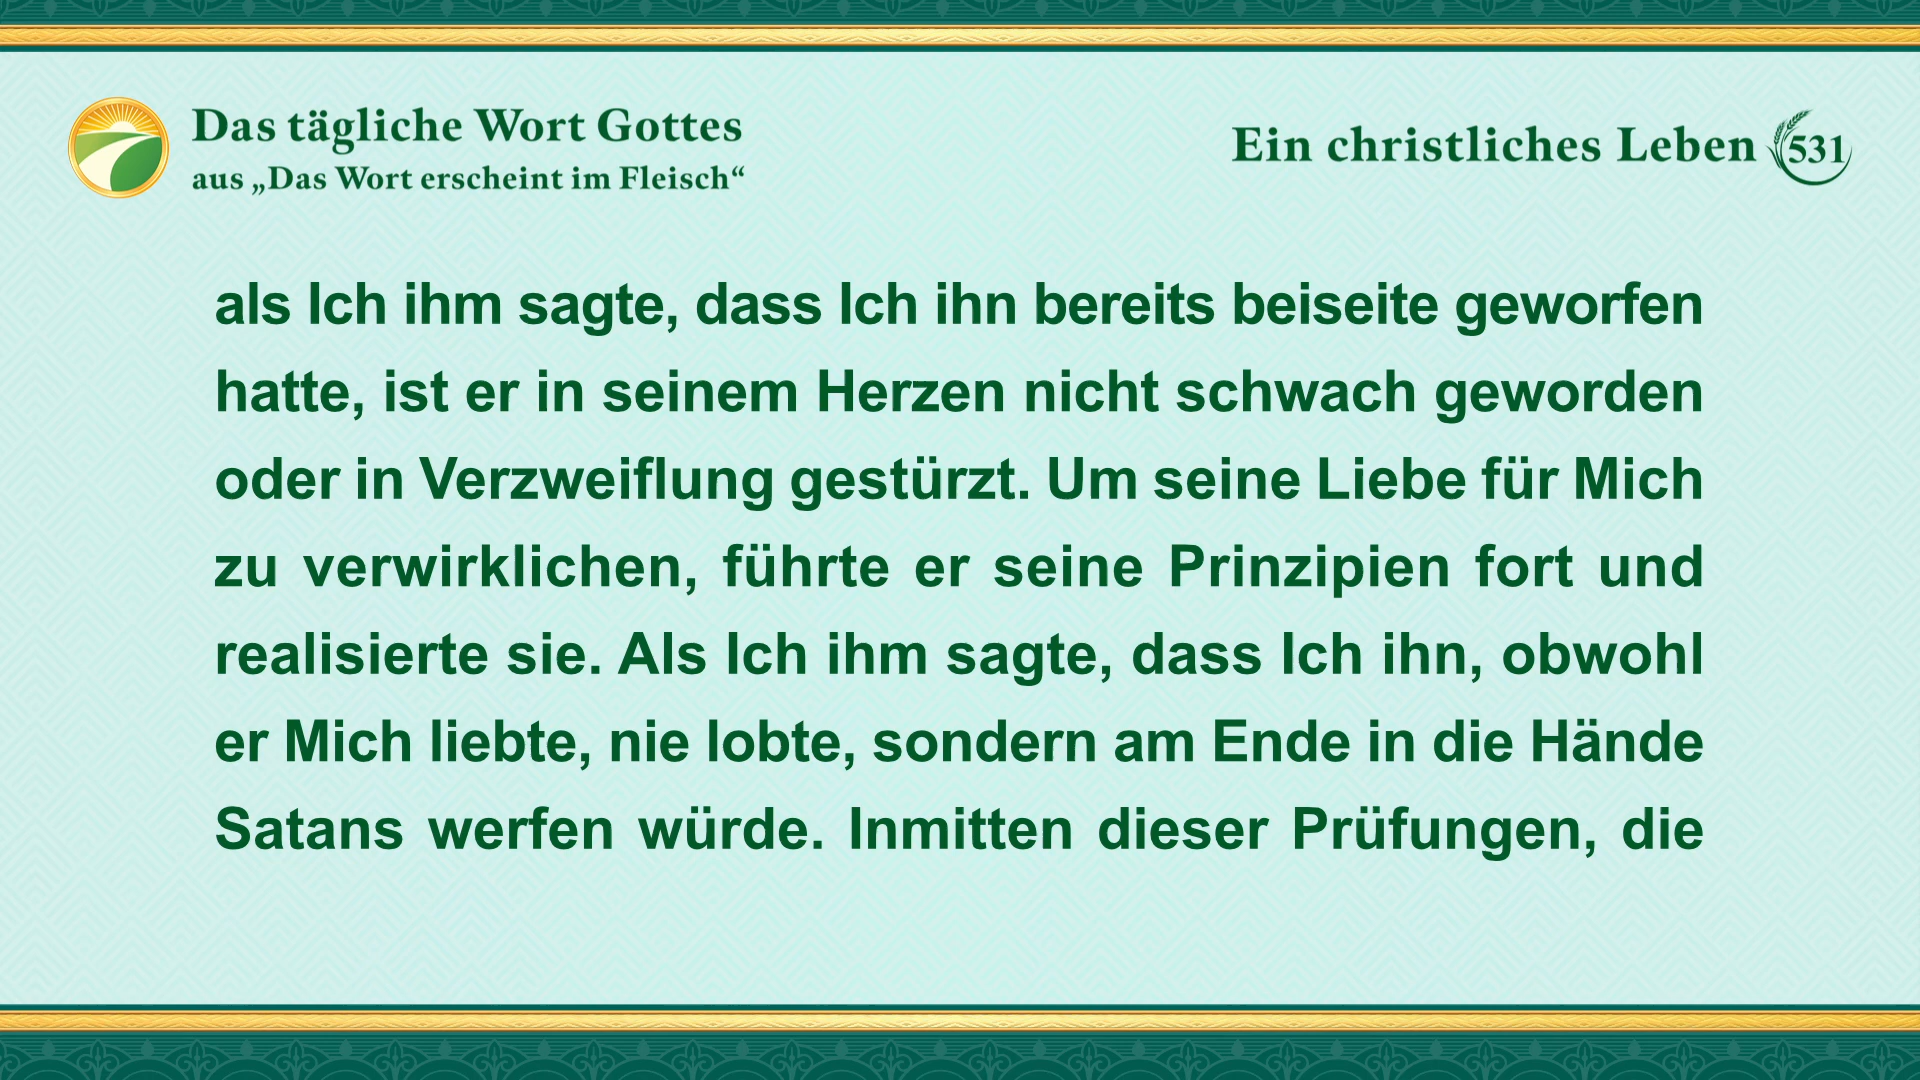 Das tägliche Wort Gottes
aus „Das Wort erscheint im Fleisch“
Ein christliches Leben 531
als Ich ihm sagte, dass Ich ihn bereits beiseite geworfen
hatte, ist er in seinem Herzen nicht schwach geworden
oder in Verzweiflung gestürzt. Um seine Liebe für Mich
zu verwirklichen, führte er seine Prinzipien fort und
realisierte sie. Als Ich ihm sagte, dass Ich ihn, obwohl
er Mich liebte, nie lobte, sondern am Ende in die Hände
Satans werfen würde. Inmitten dieser Prüfungen, die